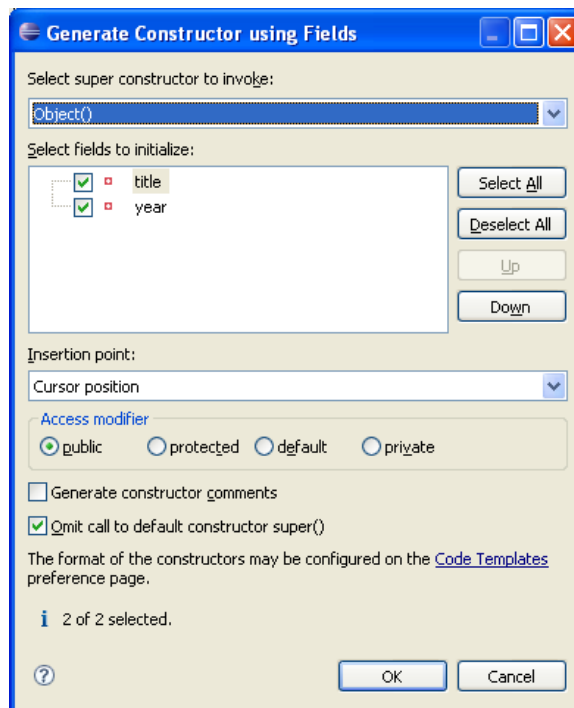 Generate Constructor using Fields
Select super constructor to invoke:
Object()
Select fields to initialize:
title
year
Select All
Deselect All
Up
Down
Insertion point:
Cursor position
Access modifier
public protected default private
Generate constructor comments
Omit call to default constructor super()
The format of the constructors may be configured on the Code Templates
preference page.
i 2 of 2 selected.
? OK Cancel